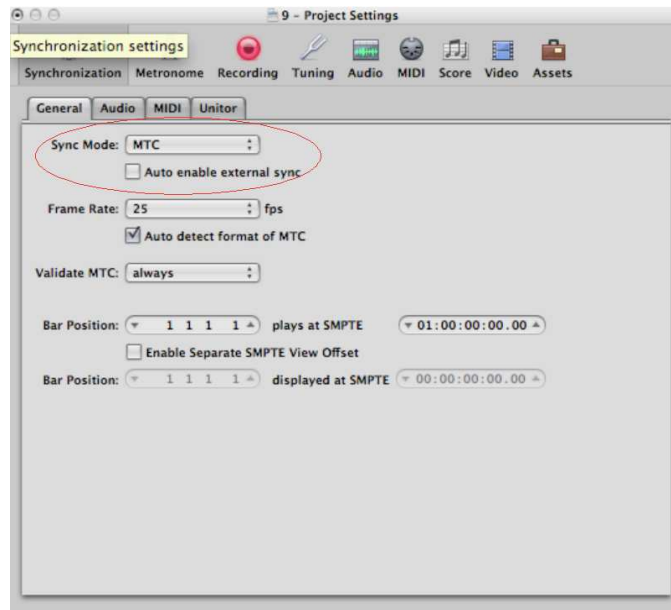 9 - Project Settings
Synchronization settings
Synchronization Metronome Recording Tuning Audio MIDI Score Video Assets
General Audio MIDI Unitor
Sync Mode: MTC
Auto enable external sync
Frame Rate: 25 fps
Auto detect format of MTC
Validate MTC: always
Bar Position: 1 1 1 1 plays at SMPTE 01:00:00:00.00
Enable Separate SMPTE View Offset
Bar Position: 1 1 1 1 displayed at SMPTE 00:00:00:00.00